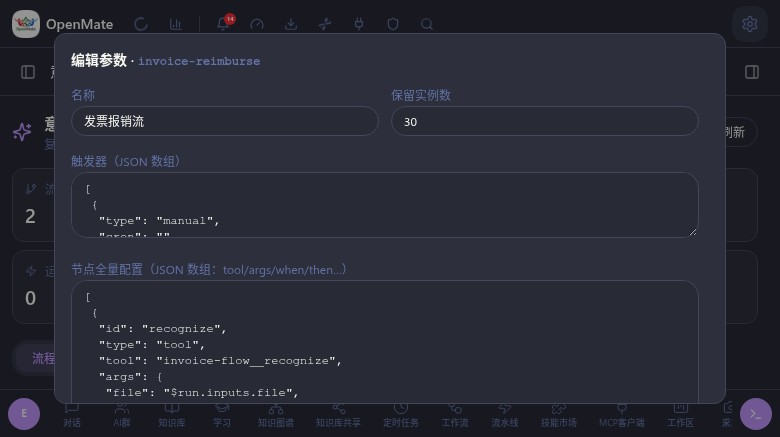 OpenMate
14
编辑参数 · invoice-reimburse
名称
保留实例数
发票报销流
30
触发器（JSON 数组）
[
{
"type": "manual",
"cron": ""
节点全量配置（JSON 数组：tool/args/when/then…）
[
{
"id": "recognize",
"type": "tool",
"tool": "invoice-flow__recognize",
"args": {
"file": "$run.inputs.file",
刷新
2
0
流程
E
对话
AI群
知识库
学习
知识图谱
知识库共享
定时任务
工作流
流水线
技能市场
MCP客户端
工作区